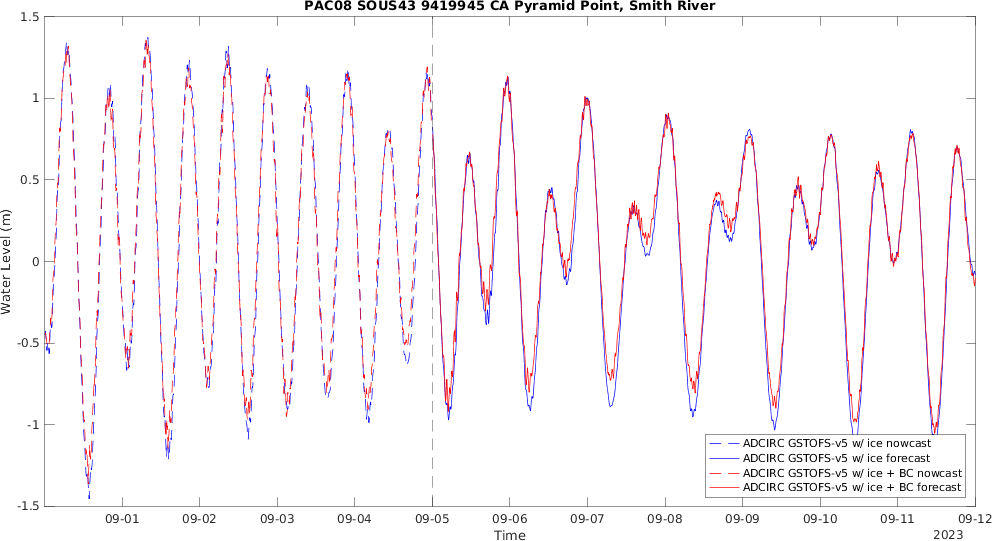 PAC08 SOUS43 9419945 CA Pyramid Point, Smith River
1.5
1
0.5
0
-0.5
-1
-1.5
Water Level (m)
09-01 09-02 09-03 09-04 09-05 09-06 09-07 09-08 09-09 09-10 09-11 09-12
2023
Time
ADCIRC GSTOFS-v5 w/ ice nowcast
ADCIRC GSTOFS-v5 w/ ice forecast
ADCIRC GSTOFS-v5 w/ ice + BC nowcast
ADCIRC GSTOFS-v5 w/ ice + BC forecast